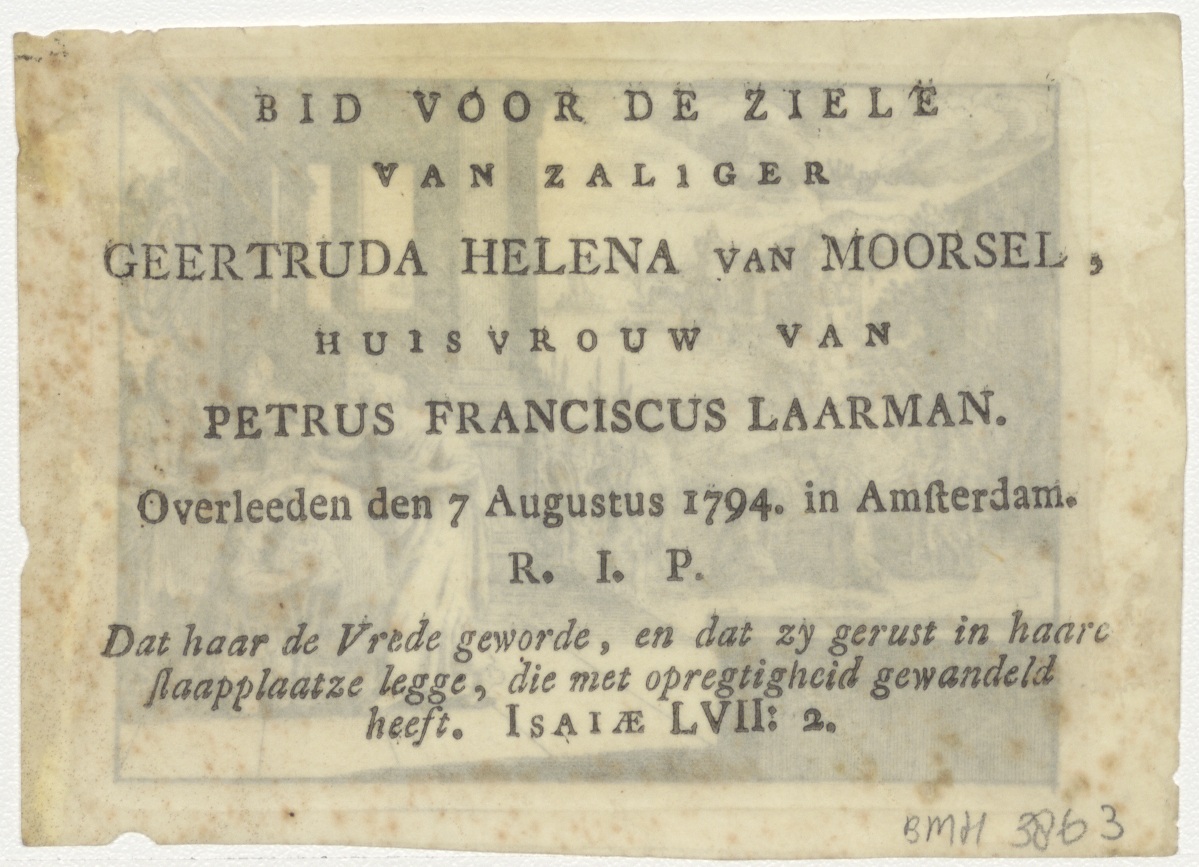 BID VOOR DE ZIELE
VAN ZALIGER
GEERTRUDA HELENA VAN MOORSEL,
HUISVROUW VAN
PETRUS FRANCISCUS LAARMAN.
Overleeden den 7 Augustus 1794. in Amſterdam.
R. I. P.
Dat haar de Vrede geworde, en dat zy gerust in haare
ſlaapplaatze legge, die met opregtigheid gewandeld
heeft. ISAIÆ LVII: 2.
BMH 3863